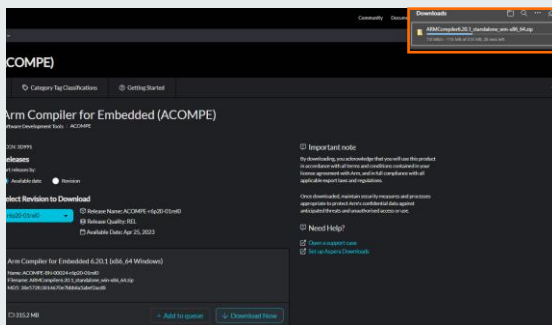 Community
Downloads
ARMCompiler6.20.1_standalone_win-x86_64.zip
COMPE)
Category Tag Classifications
Getting Started
Arm Compiler for Embedded (ACOMPE)
Software Development Tools / ACOMPE
Releases
Available date
Revision
Select Revision to Download
r6p20-01rel0
Release Name: ACOMPE-r6p20-01rel0
Release Quality: REL
Available Date: Apr 25, 2023
Important note
By downloading, you acknowledge that you will use this product
in accordance with all terms and conditions contained in your
license agreement with Arm, and in full compliance with all
applicable export laws and regulations.
Once downloaded, maintain security measures and processes
appropriate to protect Arm's confidential data against
anticipated threats and unauthorized access or use.
Need Help?
Open a support case
Set up Aspera Downloads
Arm Compiler for Embedded 6.20.1 (x86_64 Windows)
Name: ACOMPE-BN-00024-r6p20-01rel0
Filename: ARMCompiler6.20.1_standalone_win-x86_64.zip
315.2 MB
+ Add to queue
Download Now